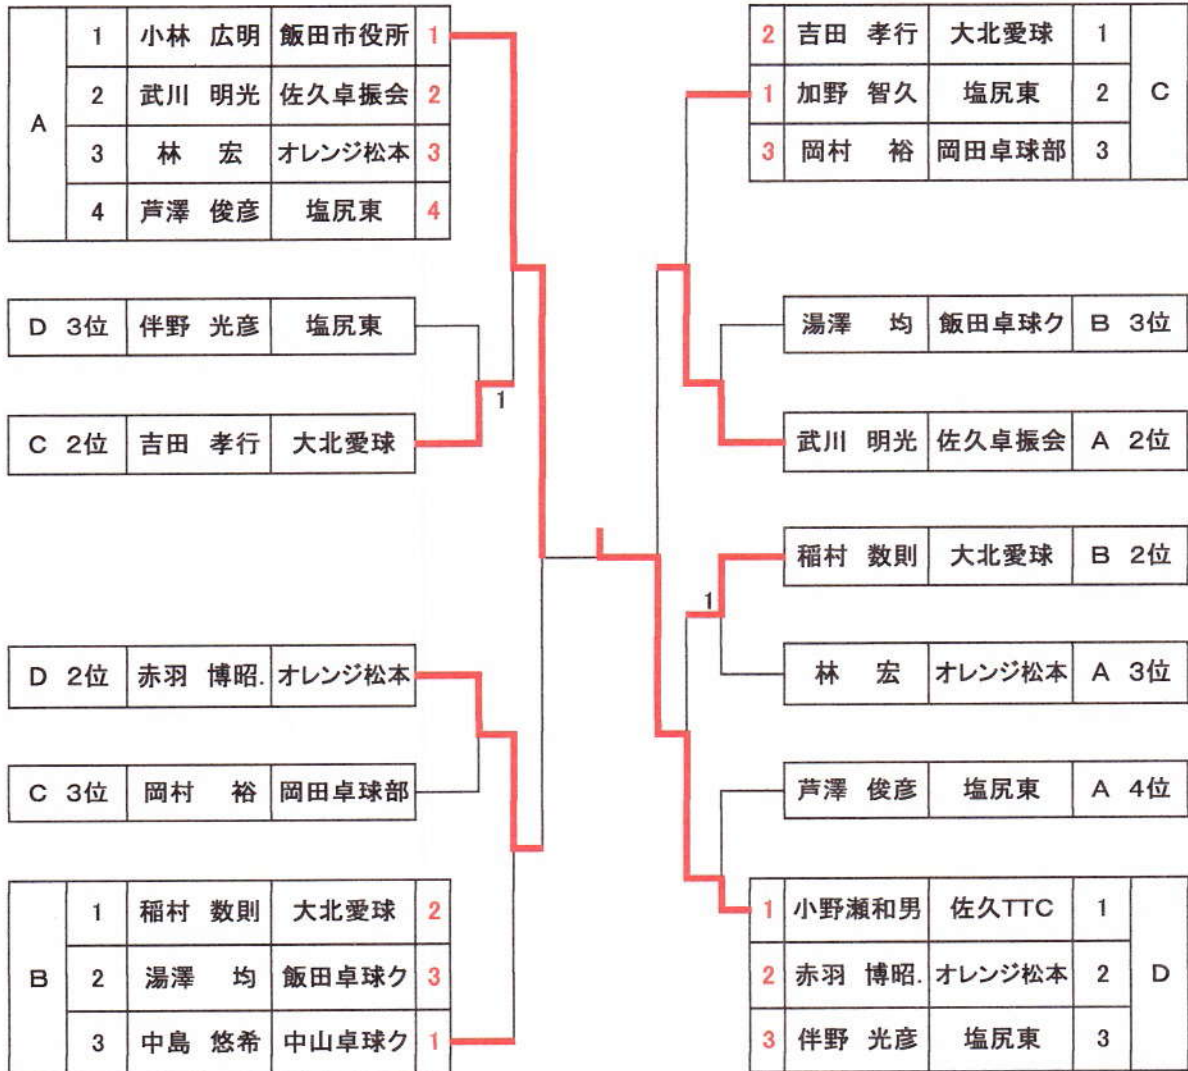 A
1 小林 広明 飯田市役所 1
2 武川 明光 佐久卓振会 2
3 林 宏 オレンジ松本 3
4 芦澤 俊彦 塩尻東 4
D 3位 伴野 光彦 塩尻東
1
C 2位 吉田 孝行 大北愛球
D 2位 赤羽 博昭. オレンジ松本
C 3位 岡村 裕 岡田卓球部
B
1 稲村 数則 大北愛球 2
2 湯澤 均 飯田卓球ク 3
3 中島 悠希 中山卓球ク 1
C
2 吉田 孝行 大北愛球 1
1 加野 智久 塩尻東 2
3 岡村 裕 岡田卓球部 3
湯澤 均 飯田卓球ク B 3位
武川 明光 佐久卓振会 A 2位
稲村 数則 大北愛球 B 2位
1
林 宏 オレンジ松本 A 3位
芦澤 俊彦 塩尻東 A 4位
D
1 小野瀬和男 佐久TTC 1
2 赤羽 博昭. オレンジ松本 2
3 伴野 光彦 塩尻東 3